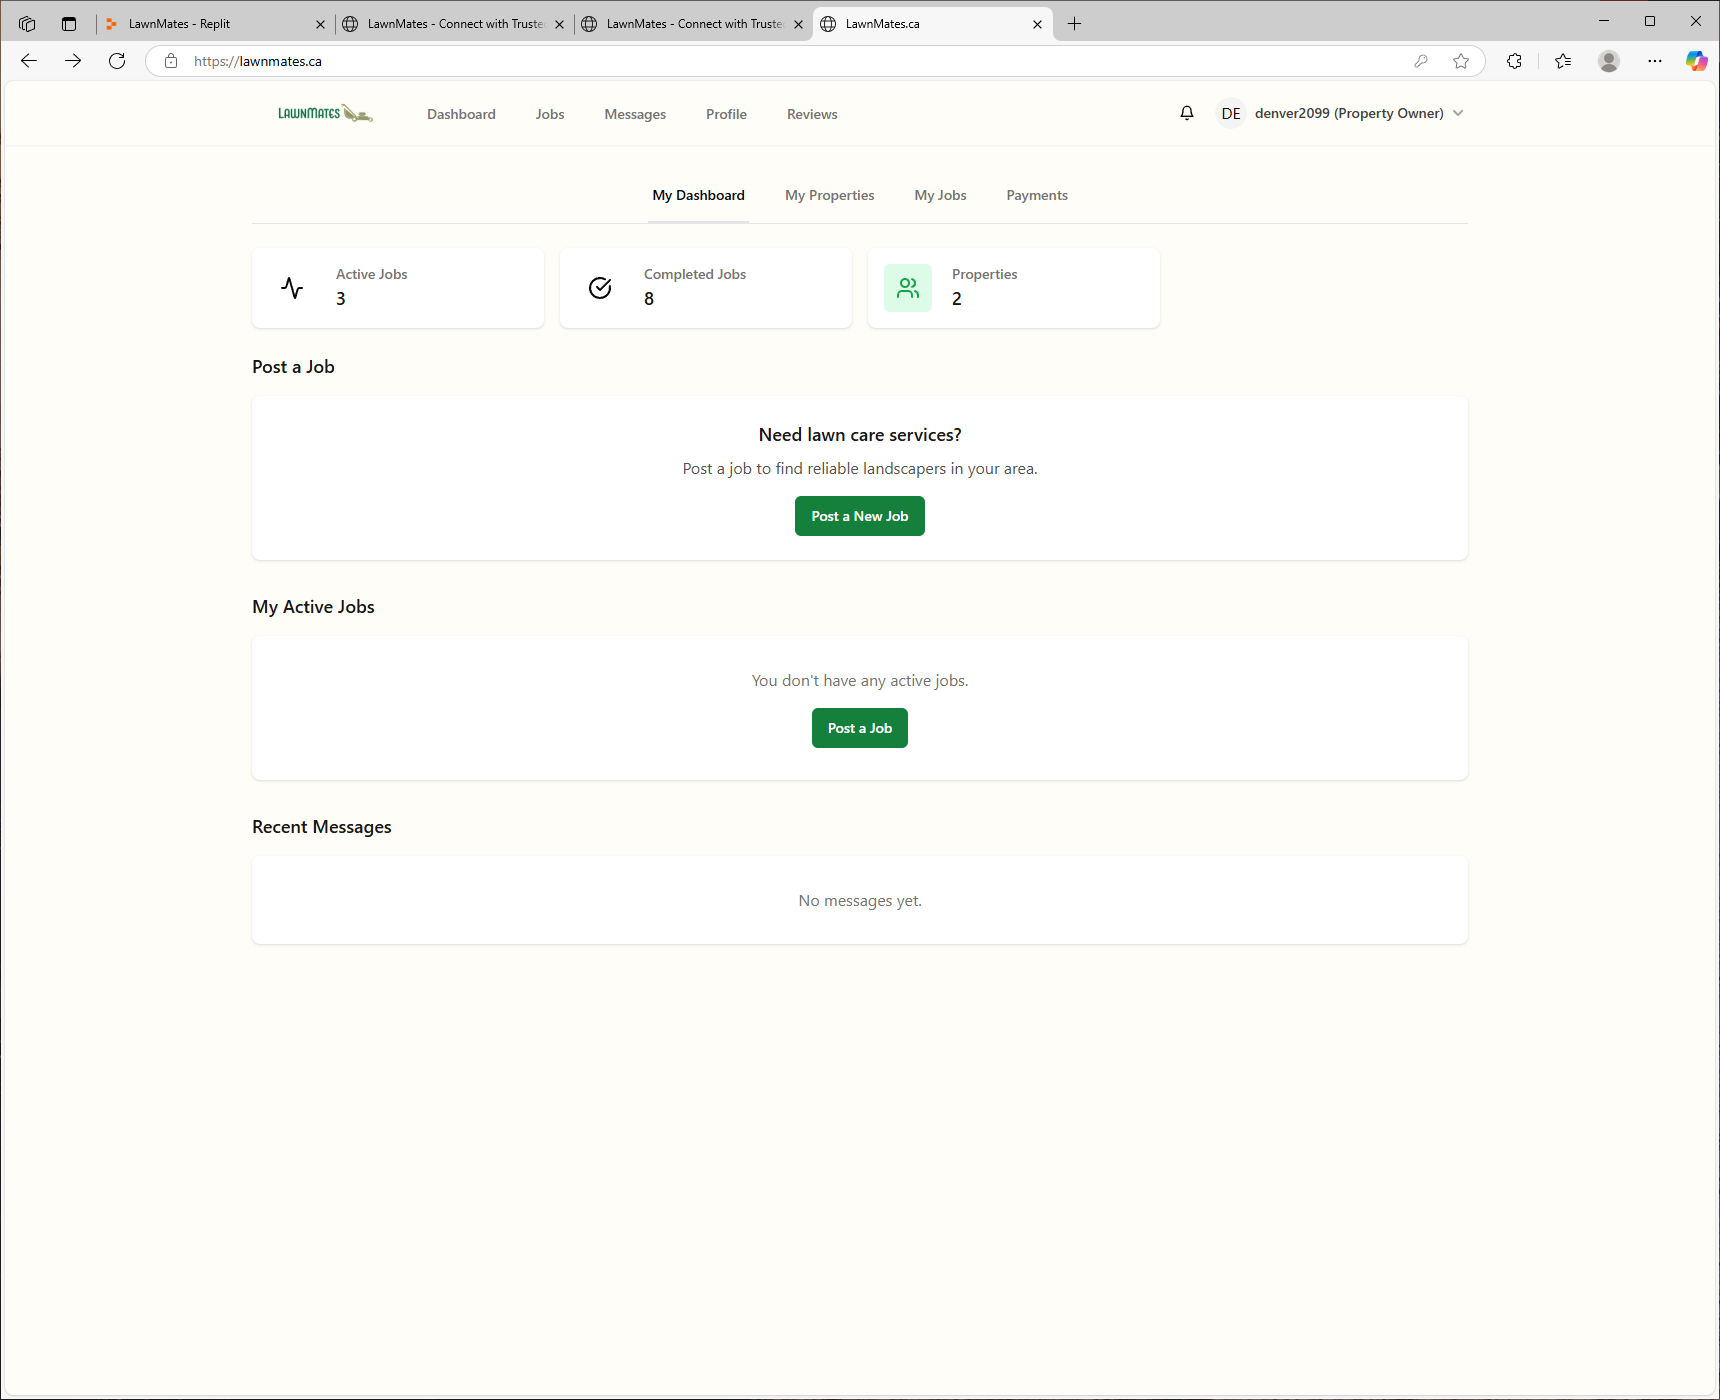 LawnMates - Replit
LawnMates - Connect with Truste
LawnMates - Connect with Truste
LawnMates.ca
https://lawnmates.ca
LAWNMATES
Dashboard
Jobs
Messages
Profile
Reviews
DE
denver2099 (Property Owner)
My Dashboard
My Properties
My Jobs
Payments
Active Jobs
3
Completed Jobs
8
Properties
2
Post a Job
Need lawn care services?
Post a job to find reliable landscapers in your area.
Post a New Job
My Active Jobs
You don't have any active jobs.
Post a Job
Recent Messages
No messages yet.